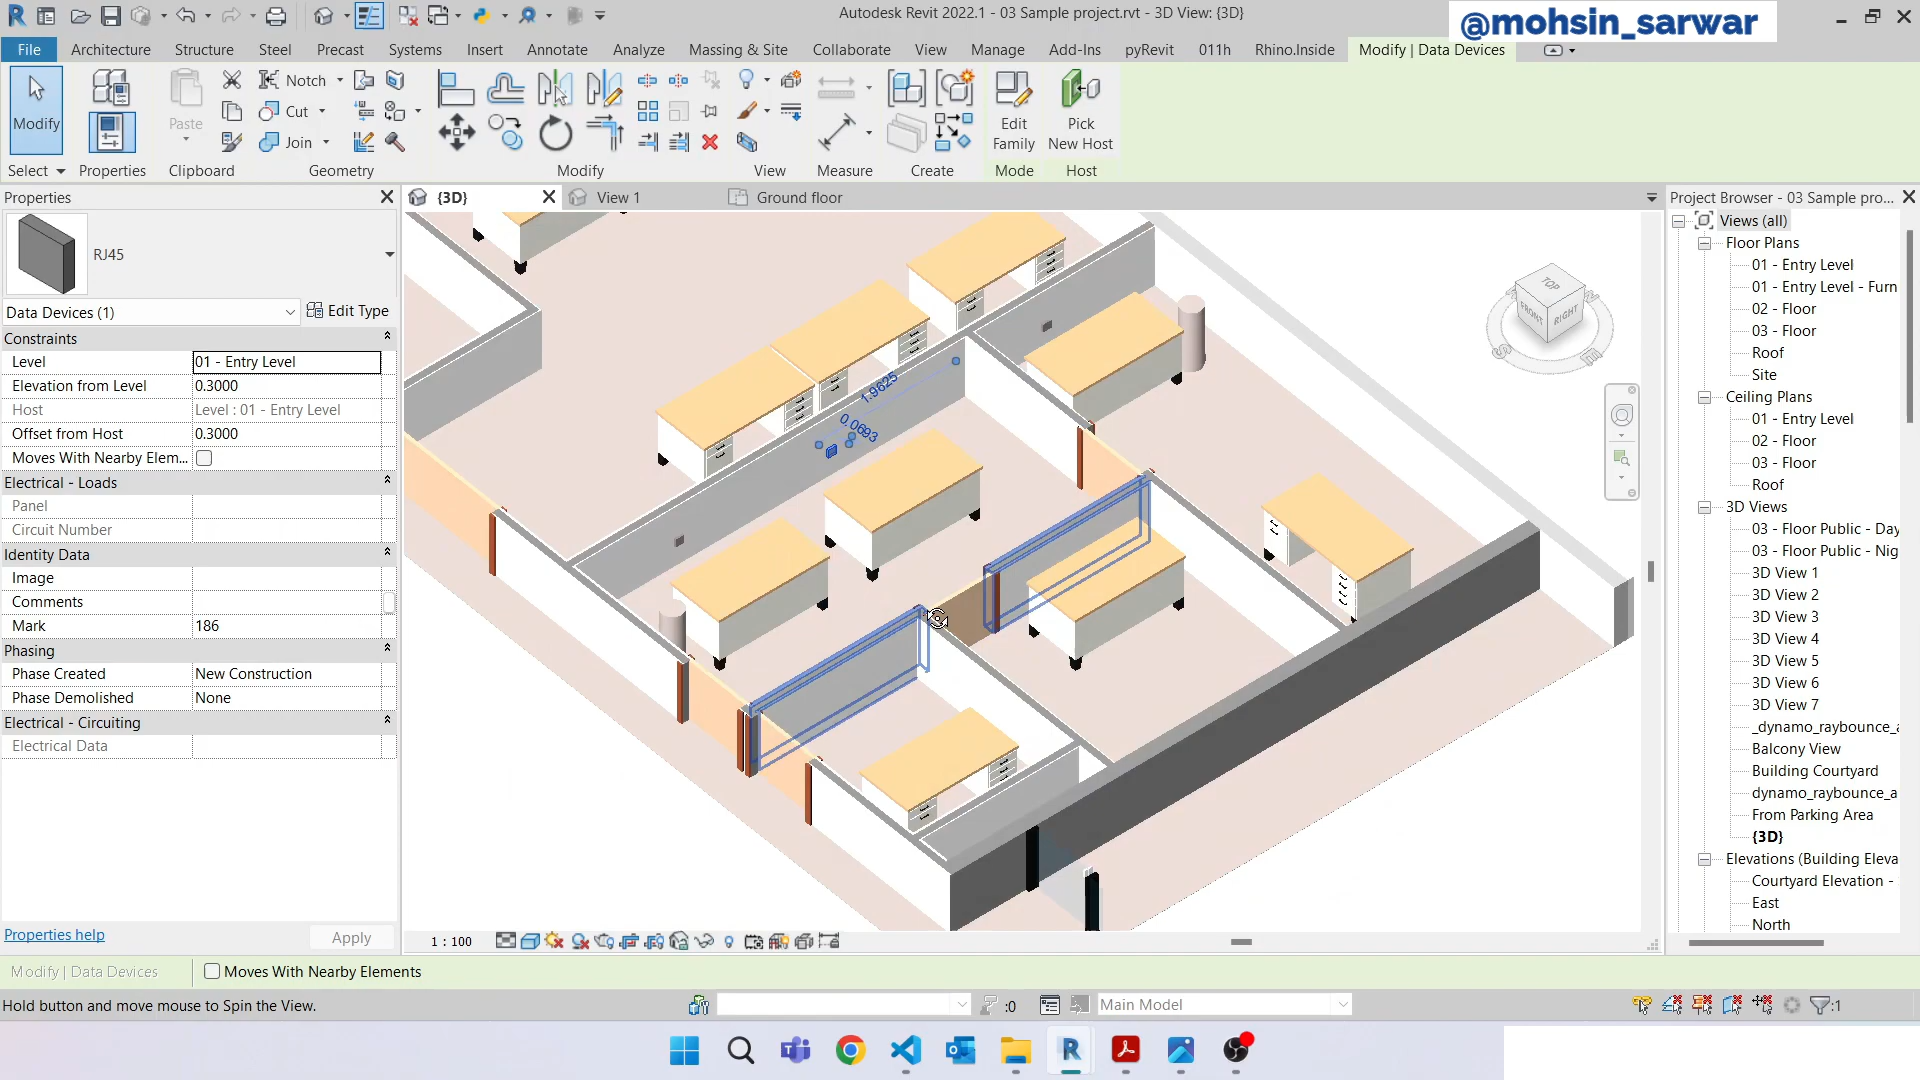 Autodesk Revit 2022.1 - 03 Sample project.rvt - 3D View: {3D}
@mohsin_sarwar
File Architecture Structure Steel Precast Systems Insert Annotate Analyze Massing & Site Collaborate View Manage Add-Ins pyRevit 011h Rhino.Inside Modify | Data Devices
Modify
Paste
Notch
Cut
Join
Edit
Family
Pick
New Host
Select Properties Clipboard Geometry Modify View Measure Create Mode Host
Properties
{3D} View 1 Ground floor
Project Browser - 03 Sample pro...
RJ45
Data Devices (1) Edit Type
Constraints
Level 01 - Entry Level
Elevation from Level 0.3000
Host Level : 01 - Entry Level
Offset from Host 0.3000
Moves With Nearby Elem...
Electrical - Loads
Panel
Circuit Number
Identity Data
Image
Comments
Mark 186
Phasing
Phase Created New Construction
Phase Demolished None
Electrical - Circuiting
Electrical Data
Properties help Apply
1.9625
0.0693
TOP
FRONT
RIGHT
S
E
Views (all)
Floor Plans
01 - Entry Level
01 - Entry Level - Furn
02 - Floor
03 - Floor
Roof
Site
Ceiling Plans
01 - Entry Level
02 - Floor
03 - Floor
Roof
3D Views
03 - Floor Public - Day
03 - Floor Public - Nig
3D View 1
3D View 2
3D View 3
3D View 4
3D View 5
3D View 6
3D View 7
_dynamo_raybounce_a
Balcony View
Building Courtyard
dynamo_raybounce_a
From Parking Area
{3D}
Elevations (Building Eleva
Courtyard Elevation -
East
North
1 : 100
Modify | Data Devices Moves With Nearby Elements
Hold button and move mouse to Spin the View.
:0
Main Model
:1